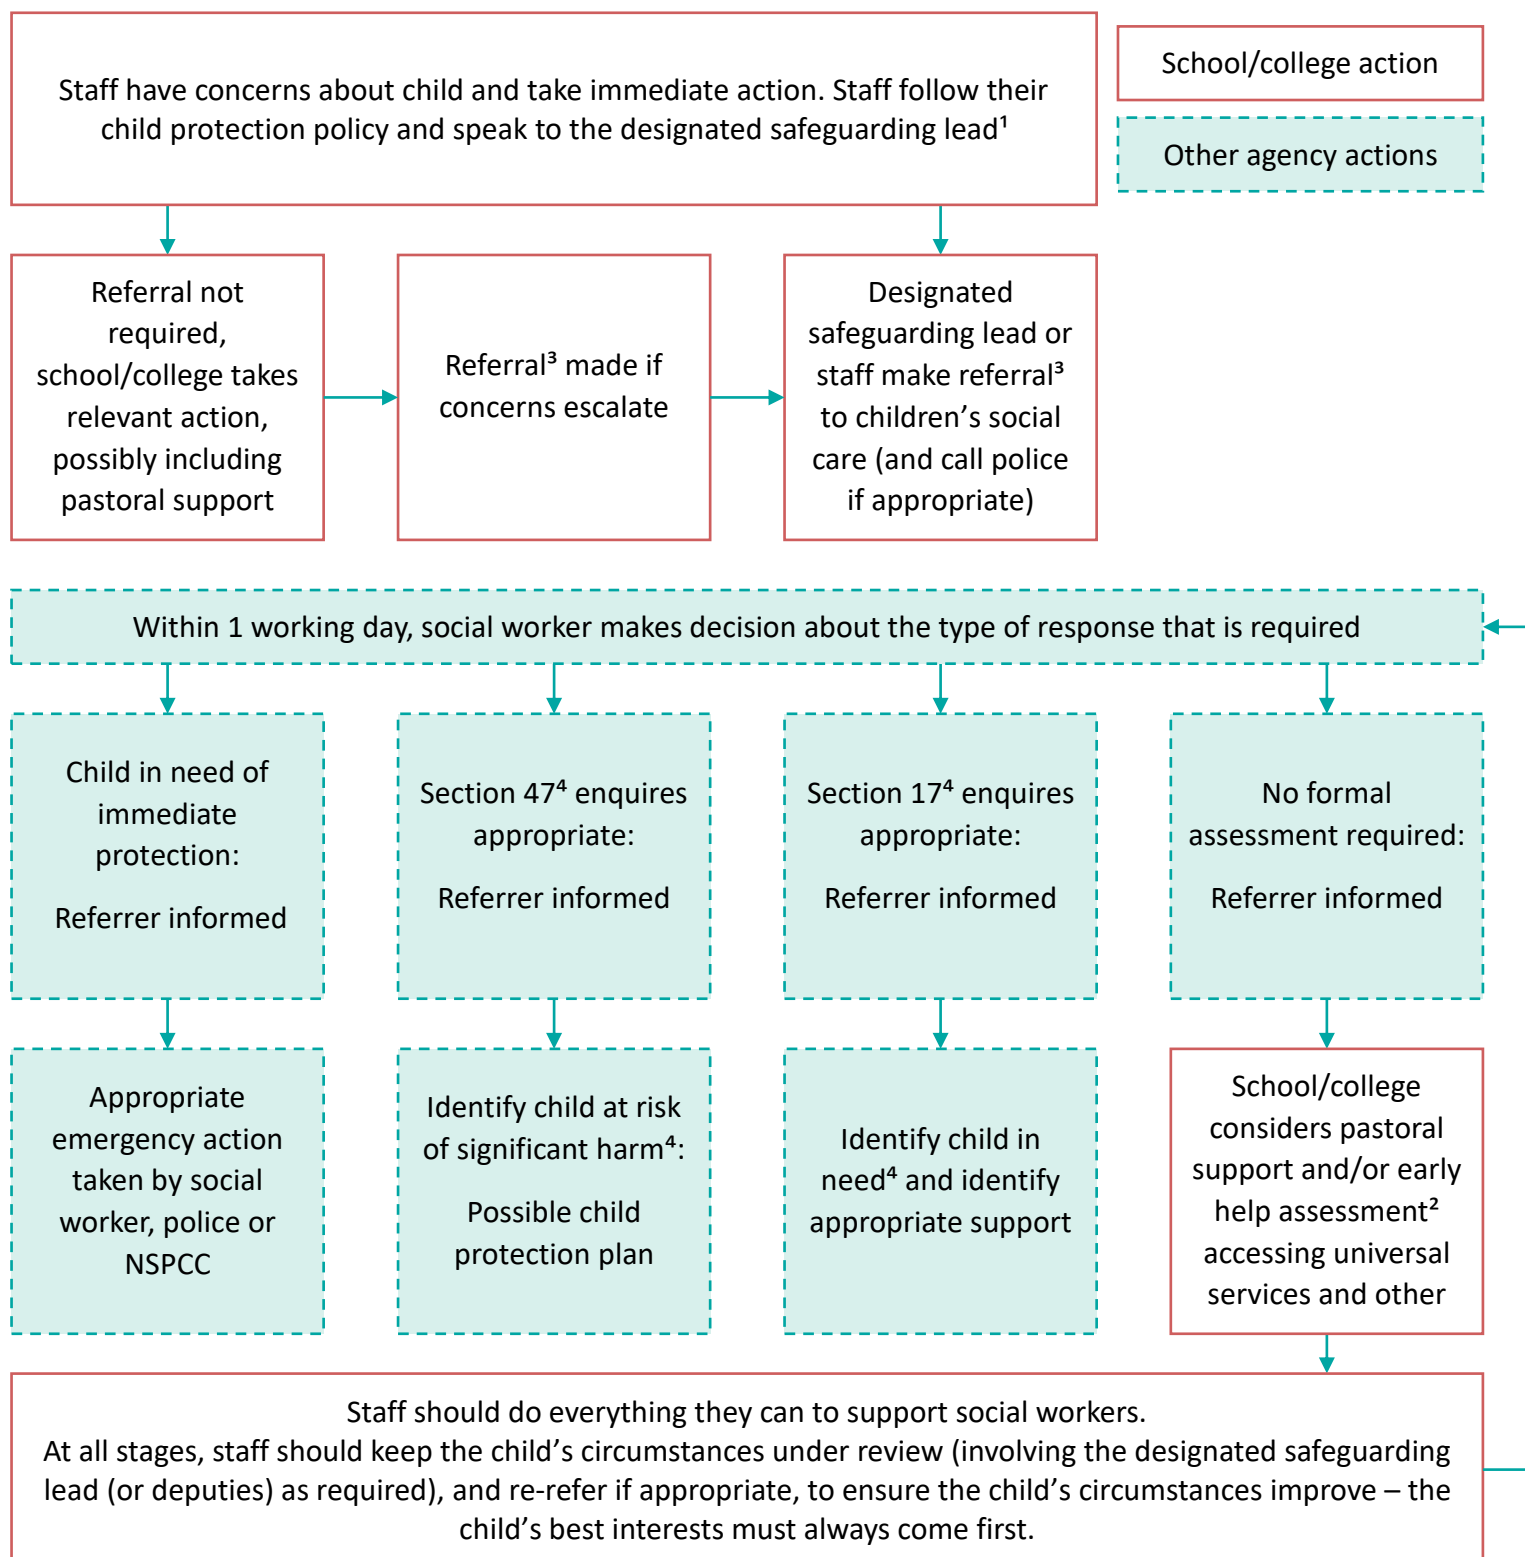 Staff have concerns about child and take immediate action. Staff follow their
child protection policy and speak to the designated safeguarding lead¹
School/college action
Other agency actions
Referral not
required,
school/college takes
relevant action,
possibly including
pastoral support
Referral³ made if
concerns escalate
Designated
safeguarding lead or
staff make referral³
to children’s social
care (and call police
if appropriate)
Within 1 working day, social worker makes decision about the type of response that is required
Child in need of
immediate
protection:
Referrer informed
Section 47⁴ enquires
appropriate:
Referrer informed
Section 17⁴ enquires
appropriate:
Referrer informed
No formal
assessment required:
Referrer informed
Appropriate
emergency action
taken by social
worker, police or
NSPCC
Identify child at risk
of significant harm⁴:
Possible child
protection plan
Identify child in
need⁴ and identify
appropriate support
School/college
considers pastoral
support and/or early
help assessment²
accessing universal
services and other
Staff should do everything they can to support social workers.
At all stages, staff should keep the child’s circumstances under review (involving the designated safeguarding
lead (or deputies) as required), and re-refer if appropriate, to ensure the child’s circumstances improve – the
child’s best interests must always come first.